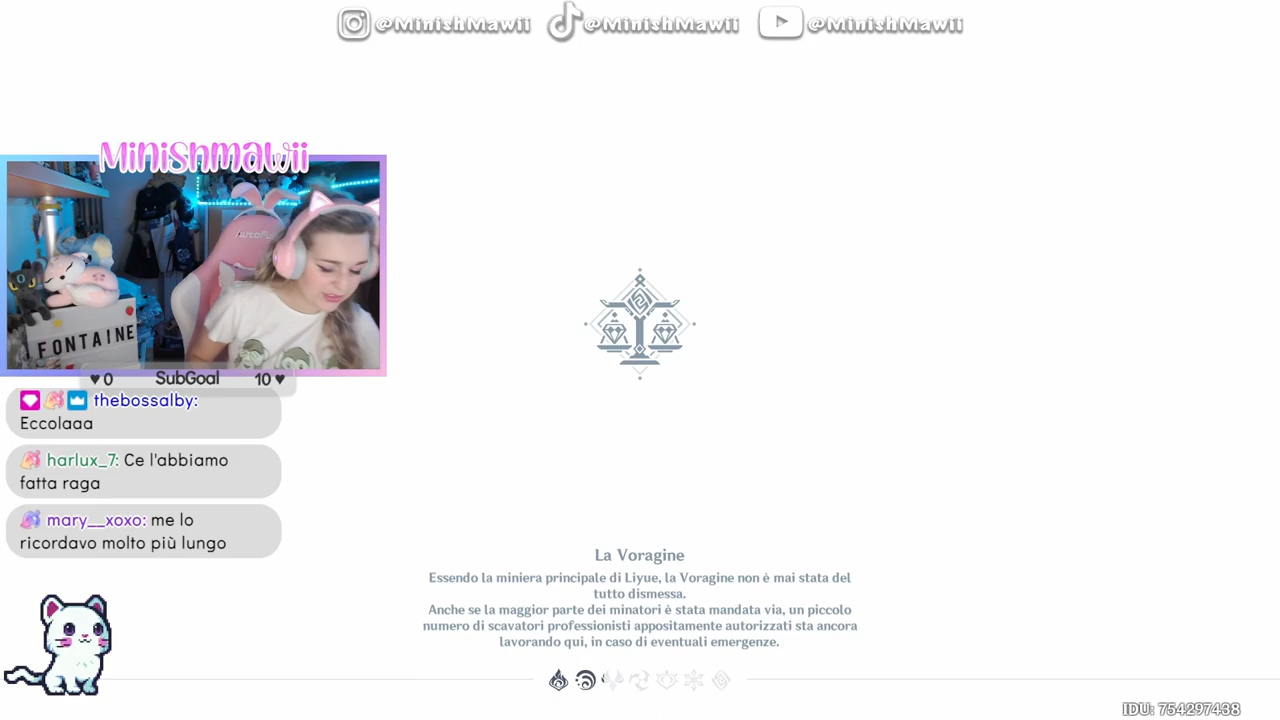 @MinishMawii @MinishMawii @MinishMawii
MiniShmawii
AutoFu
FONTAINE
♥ 0 SubGoal 10 ♥
thebossalby:
Eccolaaa
harlux_7: Ce l'abbiamo
fatta raga
mary__xoxo: me lo
ricordavo molto più lungo
La Voragine
Essendo la miniera principale di Liyue, la Voragine non è mai stata del
tutto dismessa.
Anche se la maggior parte dei minatori è stata mandata via, un piccolo
numero di scavatori professionisti appositamente autorizzati sta ancora
lavorando qui, in caso di eventuali emergenze.
IDU: 754297438